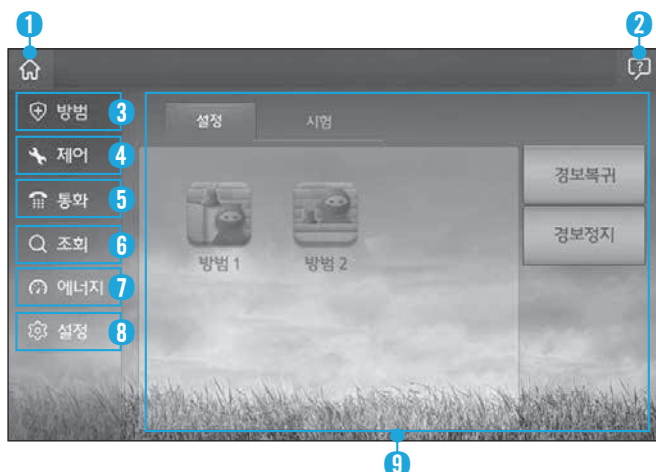 1
2
방범 3
제어 4
통화 5
조회 6
에너지 7
설정 8
설정 시험
방범 1 방범 2
경보복귀
경보정지
9